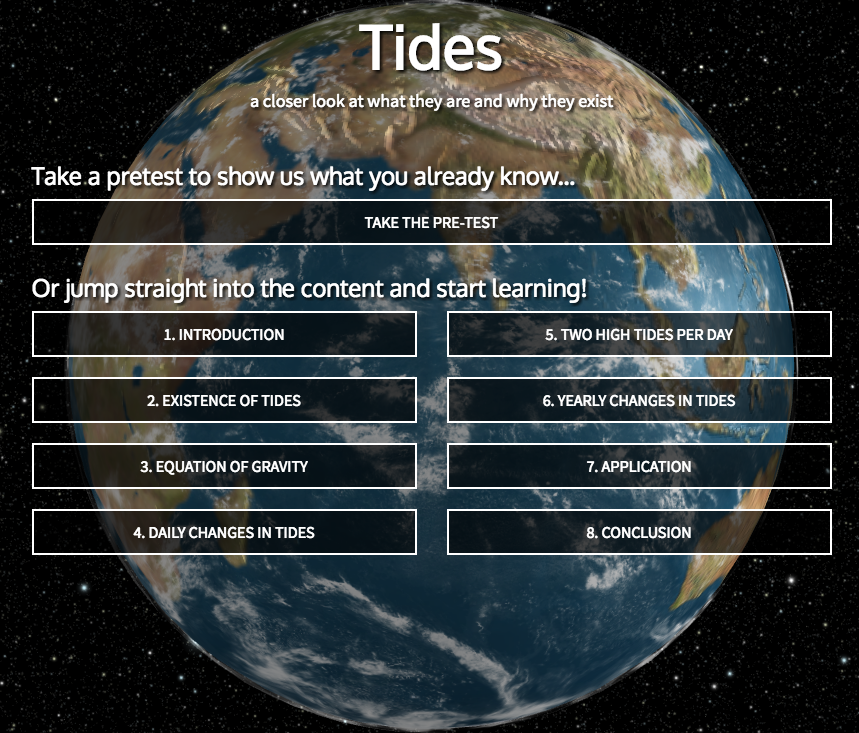 Tides
a closer look at what they are and why they exist
Take a pretest to show us what you already know...
TAKE THE PRE-TEST
Or jump straight into the content and start learning!
1. INTRODUCTION
2. EXISTENCE OF TIDES
3. EQUATION OF GRAVITY
4. DAILY CHANGES IN TIDES
5. TWO HIGH TIDES PER DAY
6. YEARLY CHANGES IN TIDES
7. APPLICATION
8. CONCLUSION